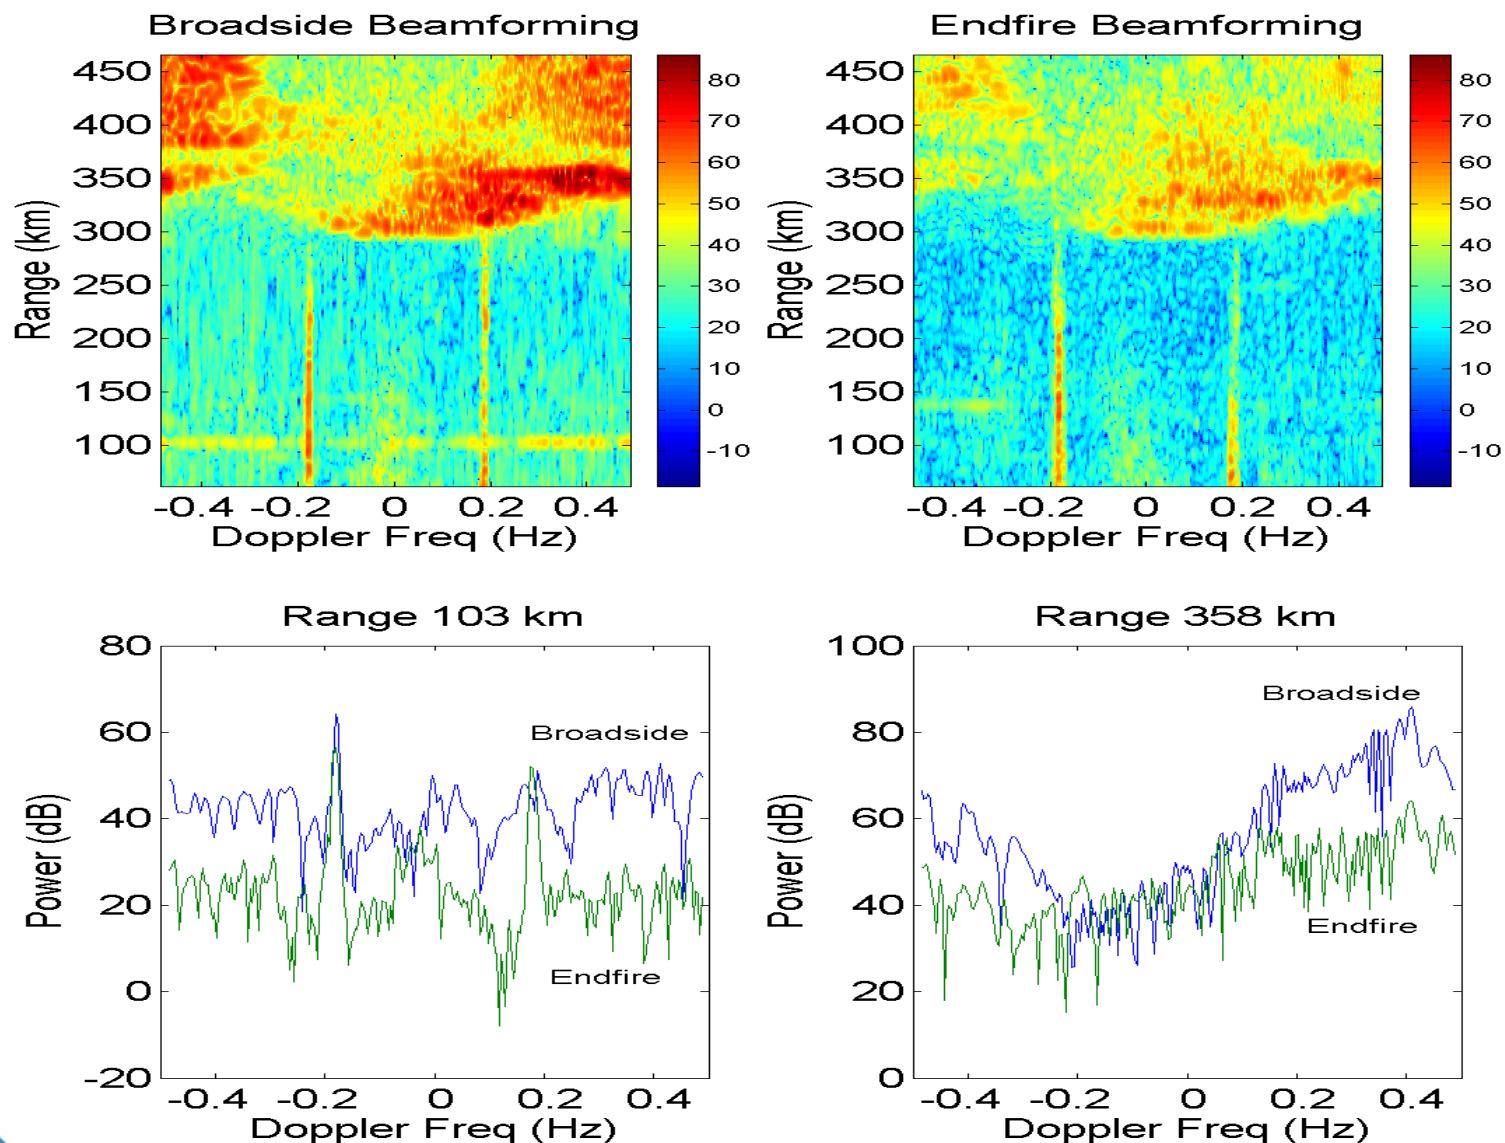 Broadside Beamforming
Endfire Beamforming
450
400
350
300
250
200
150
100
Range (km)
-0.4 -0.2 0 0.2 0.4
Doppler Freq (Hz)
80
70
60
50
40
30
20
10
0
-10
450
400
350
300
250
200
150
100
Range (km)
-0.4 -0.2 0 0.2 0.4
Doppler Freq (Hz)
80
70
60
50
40
30
20
10
0
-10
Range 103 km
80
60
40
20
0
-20
Power (dB)
Broadside
Endfire
-0.4 -0.2 0 0.2 0.4
Doppler Freq (Hz)
Range 358 km
100
80
60
40
20
0
Power (dB)
Broadside
Endfire
-0.4 -0.2 0 0.2 0.4
Doppler Freq (Hz)